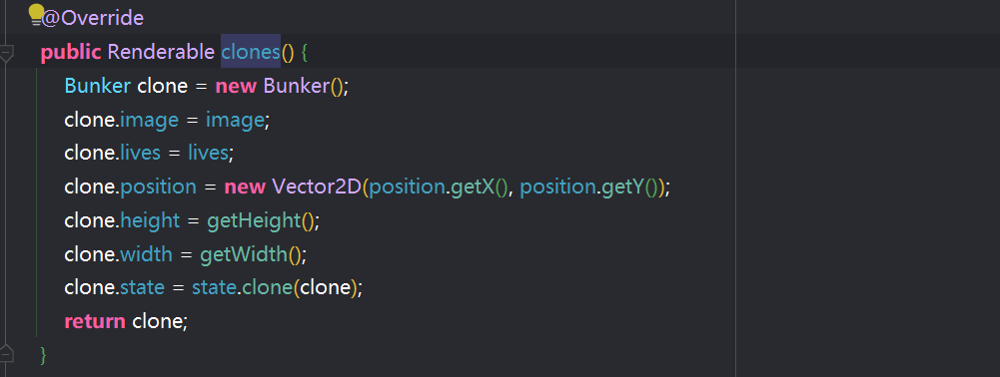 @Override
public Renderable clones() {
Bunker clone = new Bunker();
clone.image = image;
clone.lives = lives;
clone.position = new Vector2D(position.getX(), position.getY());
clone.height = getHeight();
clone.width = getWidth();
clone.state = state.clone(clone);
return clone;
}